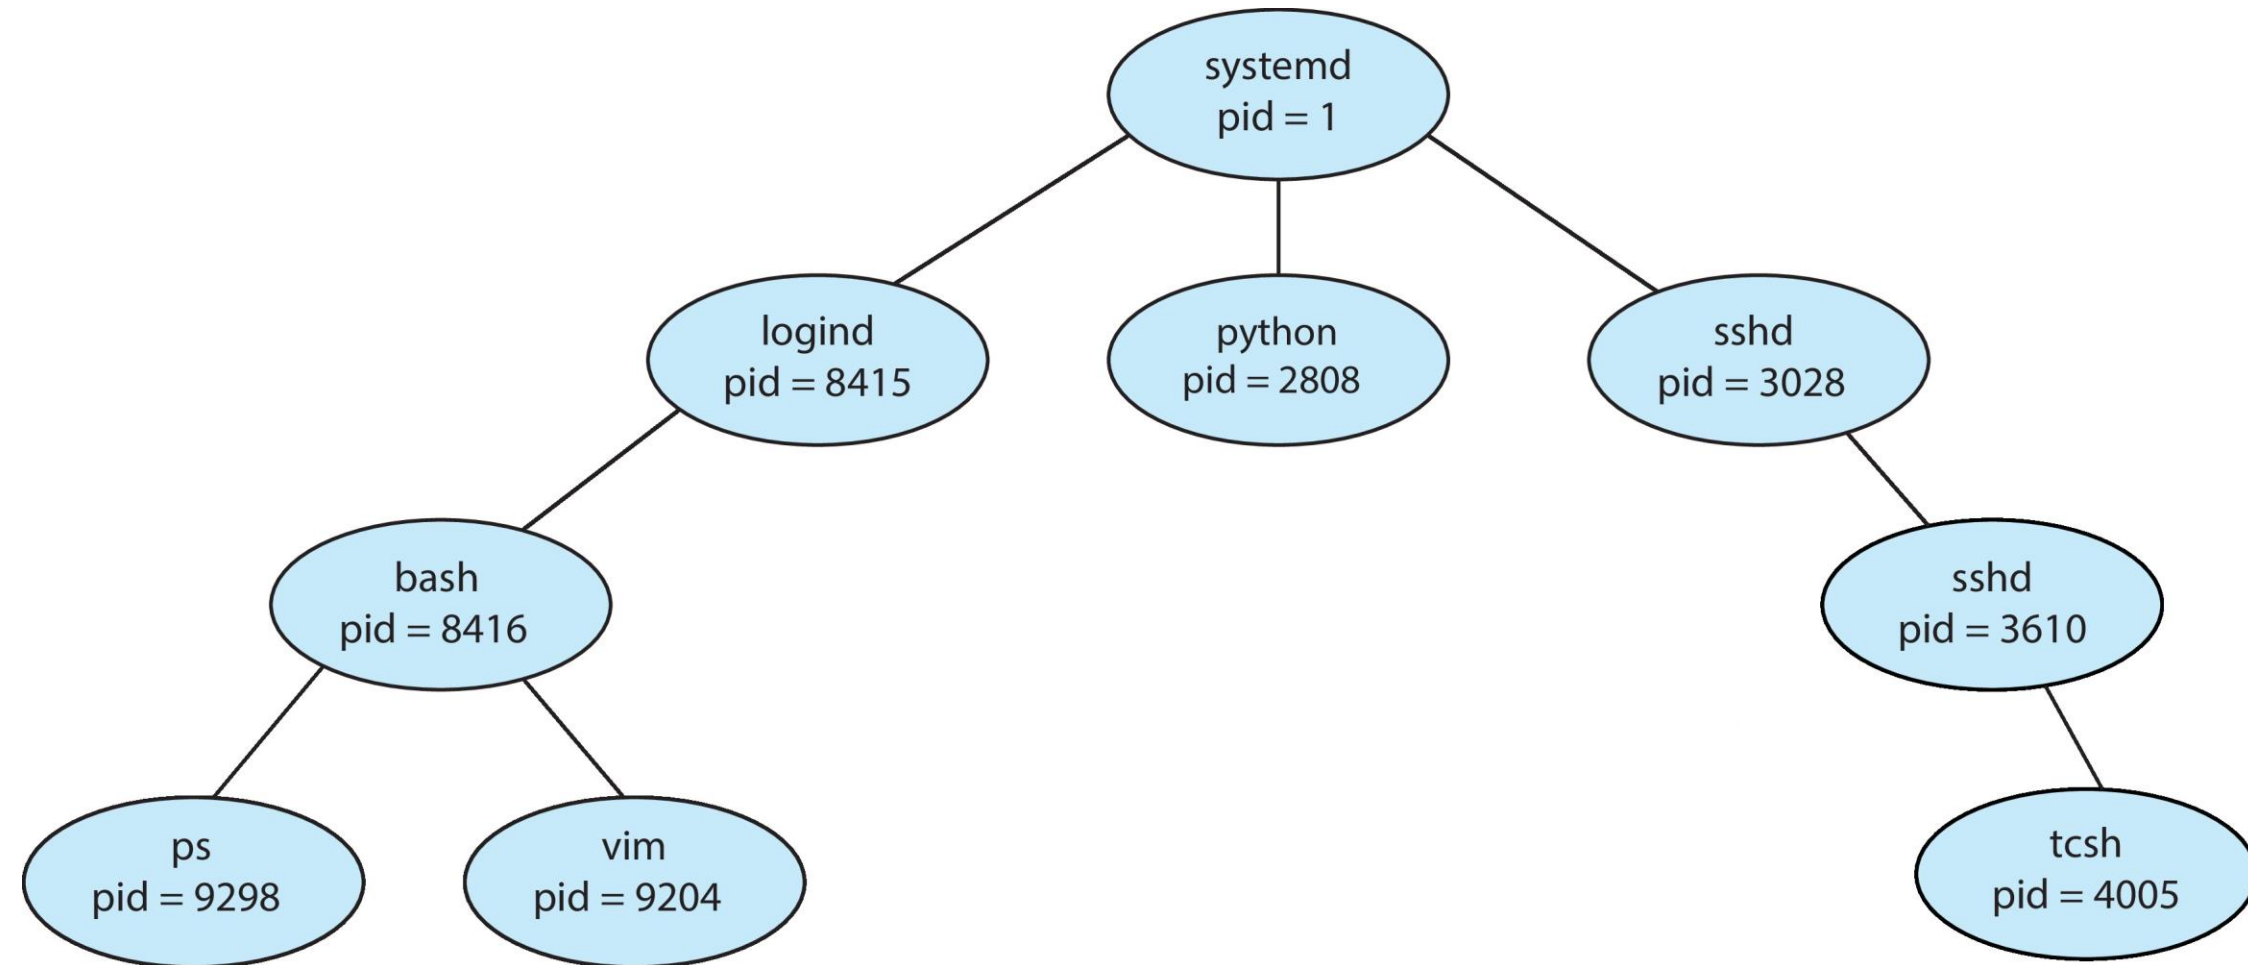 systemd
pid = 1
logind
pid = 8415
python
pid = 2808
sshd
pid = 3028
bash
pid = 8416
sshd
pid = 3610
ps
pid = 9298
vim
pid = 9204
tcsh
pid = 4005